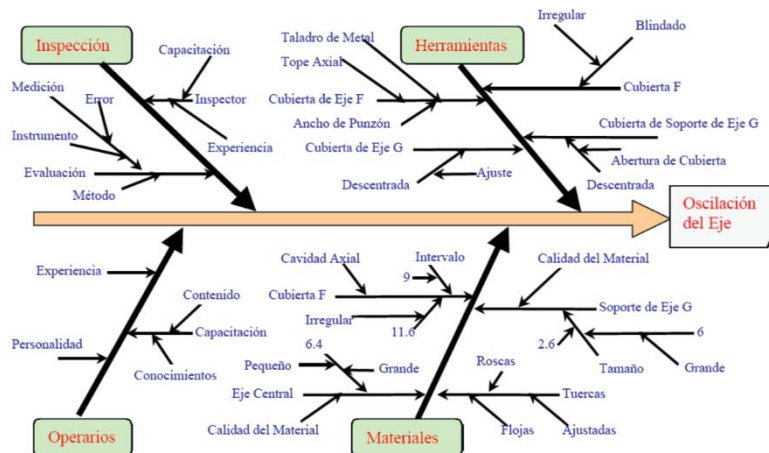 Inspección
Capacitación
Medición
Error
Inspector
Instrumento
Experiencia
Evaluación
Método
Herramientas
Irregular
Blindado
Taladro de Metal
Tope Axial
Cubierta de Eje F
Cubierta F
Ancho de Punzón
Cubierta de Soporte de Eje G
Cubierta de Eje G
Abertura de Cubierta
Descentrada
Ajuste
Descentrada
Oscilación
del Eje
Experiencia
Contenido
Capacitación
Personalidad
Conocimientos
Operarios
Cavidad Axial
Intervalo
Calidad del Material
9
Cubierta F
Soporte de Eje G
Irregular
11.6
6.4
2.6
6
Pequeño
Grande
Roscas
Tamaño
Grande
Eje Central
Tuercas
Calidad del Material
Materiales
Flojas
Ajustadas